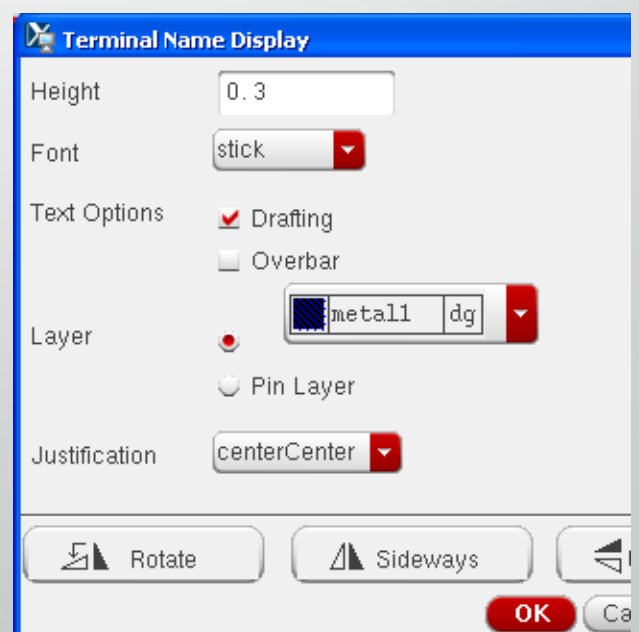 Terminal Name Display
Height 0.3
Font stick
Text Options Drafting
Overbar
metal1 dg
Layer
Pin Layer
Justification centerCenter
Rotate Sideways
OK Ca